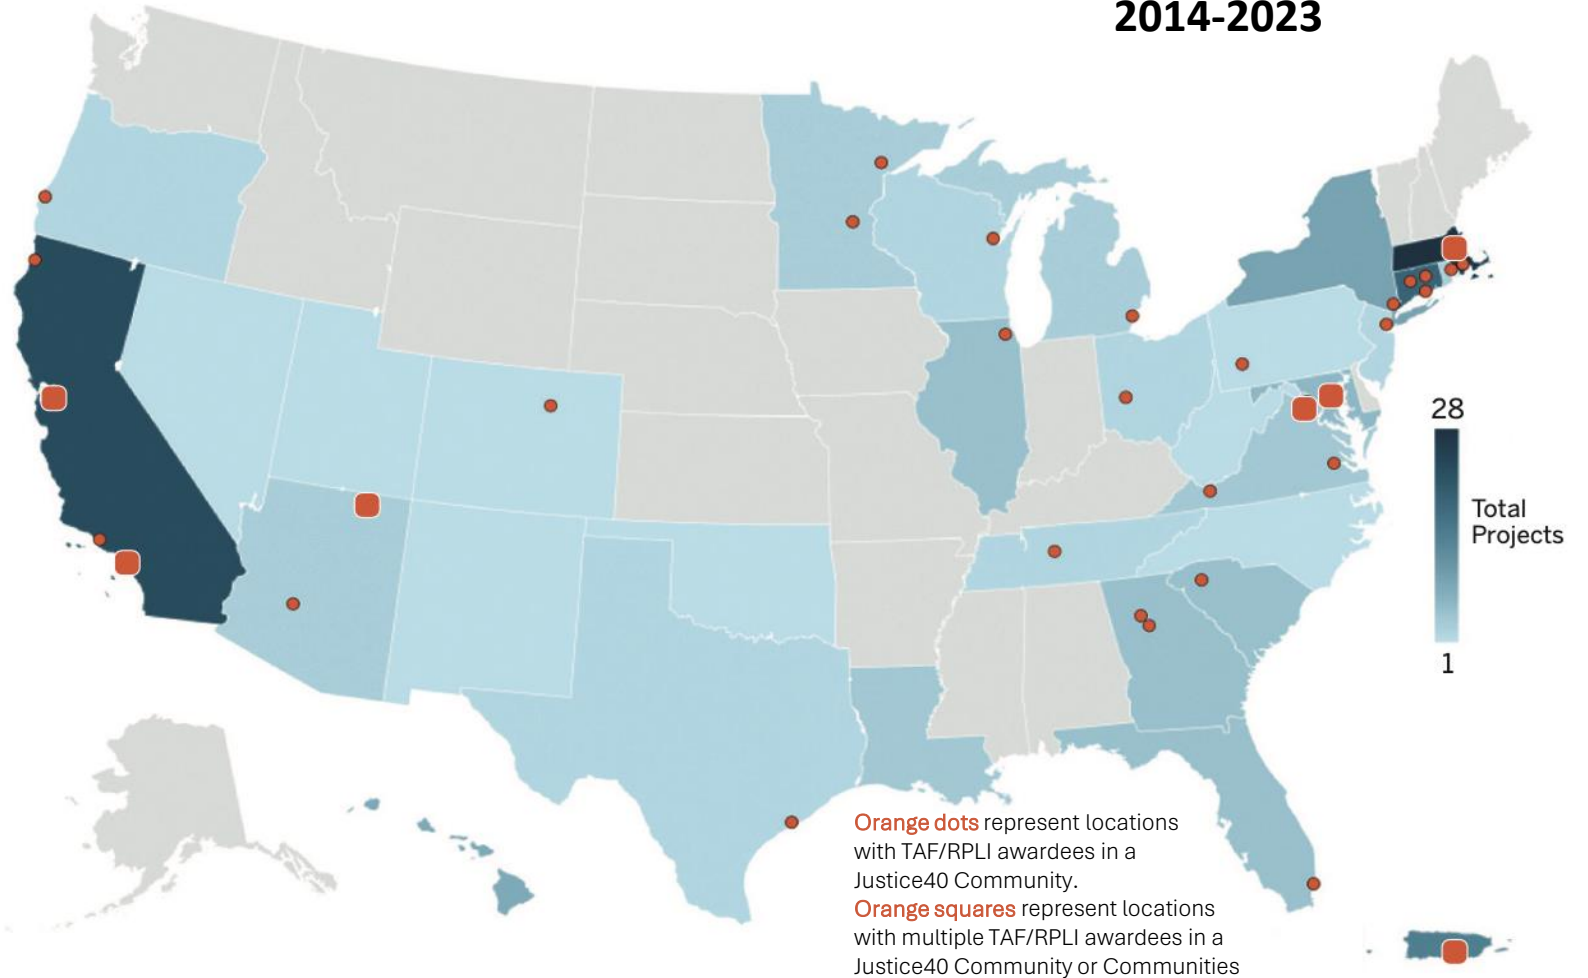 2014-2023
28
Total
Projects
1
Orange dots represent locations
with TAF/RPLI awardees in a
Justice40 Community.
Orange squares represent locations
with multiple TAF/RPLI awardees in a
Justice40 Community or Communities